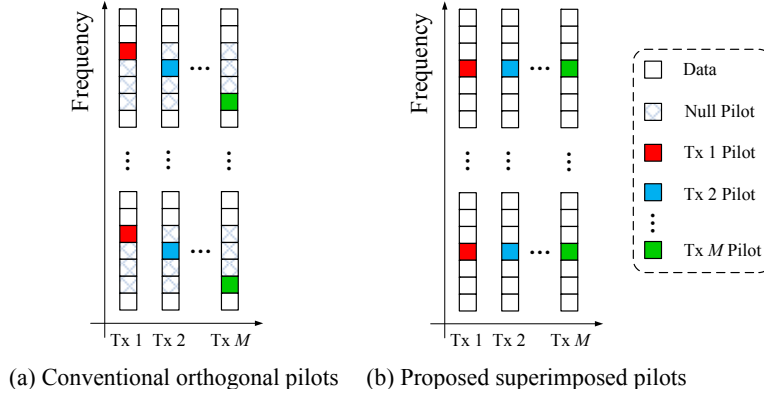 Frequency
...
...
Tx 1 Tx 2 Tx M
(a) Conventional orthogonal pilots
Frequency
...
...
Tx 1 Tx 2 Tx M
(b) Proposed superimposed pilots
Data
Null Pilot
Tx 1 Pilot
Tx 2 Pilot
Tx M Pilot